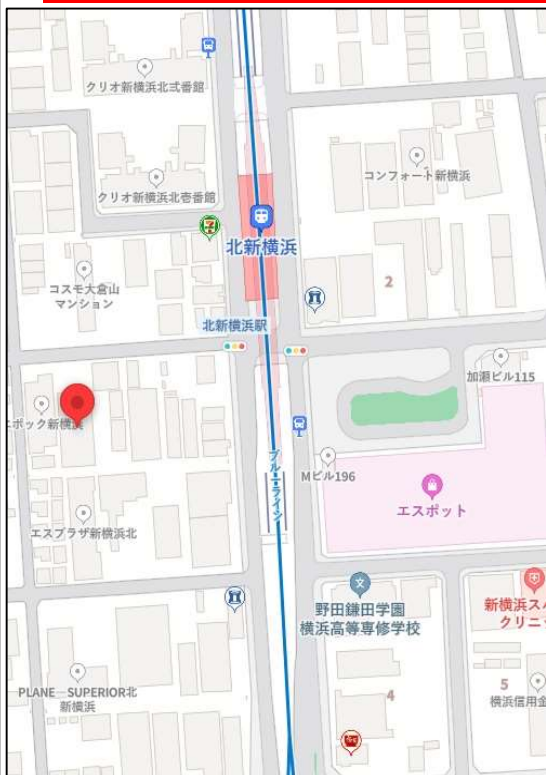 クリオ新横浜北弍番館
クリオ新横浜北壱番館
コンフォート新横浜
北新横浜
2
コスモ大倉山
マンション
北新横浜駅
加瀬ビル115
ポック新横浜
ブルーライン
Mビル196
エスポット
エスプラザ新横浜北
文
野田鎌田学園
横浜高等専修学校
新横浜ス
クリニ
PLANE―SUPERIOR北
新横浜
4
5
横浜信用金